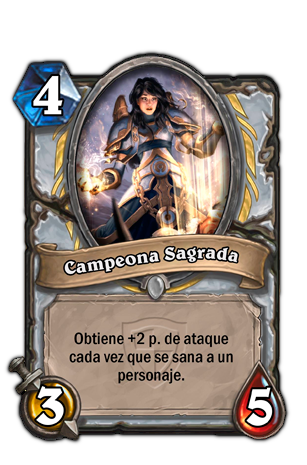 4
Campeona Sagrada
Obtiene +2 p. de ataque
cada vez que se sana a un
personaje.
3
5